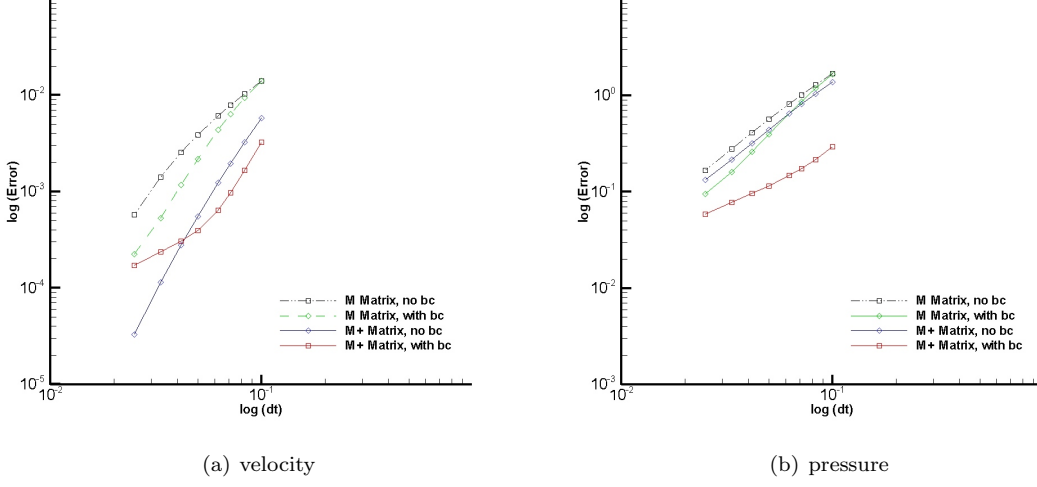 10⁻²
10⁻³
10⁻⁴
10⁻⁵
log (Error)
10⁻²
10⁻¹
log (dt)
M Matrix, no bc
M Matrix, with bc
M+ Matrix, no bc
M+ Matrix, with bc
(a) velocity
10⁰
10⁻¹
10⁻²
10⁻³
log (Error)
10⁻²
10⁻¹
log (dt)
M Matrix, no bc
M Matrix, with bc
M+ Matrix, no bc
M+ Matrix, with bc
(b) pressure